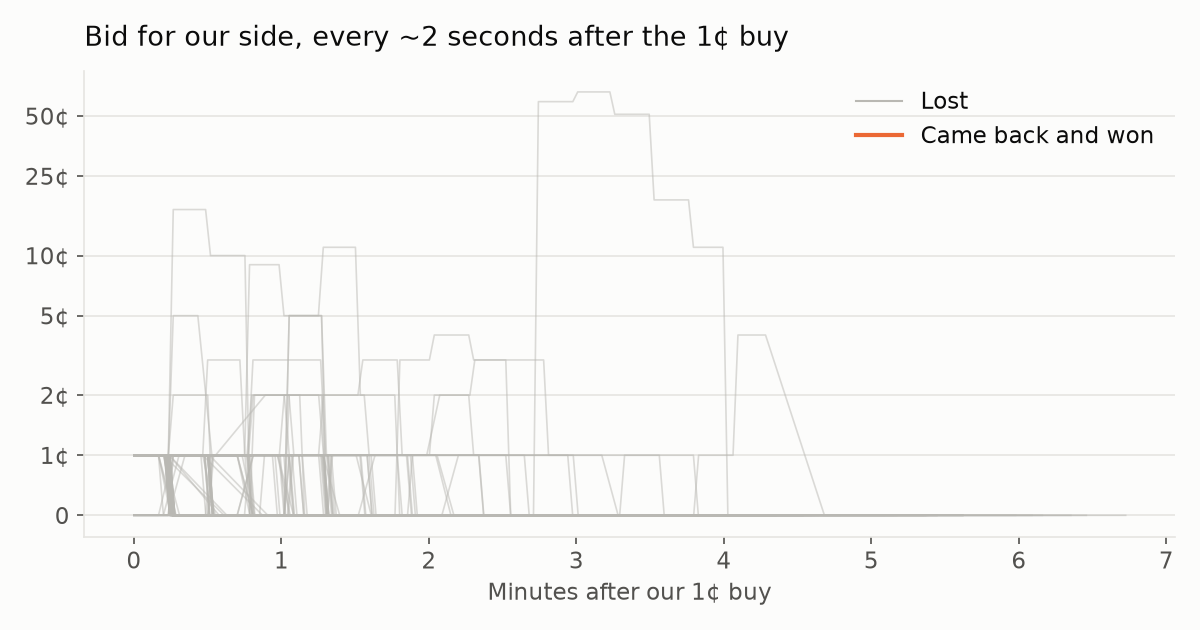 Bid for our side, every ~2 seconds after the 1¢ buy
Lost
Came back and won
50¢
25¢
10¢
5¢
2¢
1¢
0
0 1 2 3 4 5 6 7
Minutes after our 1¢ buy